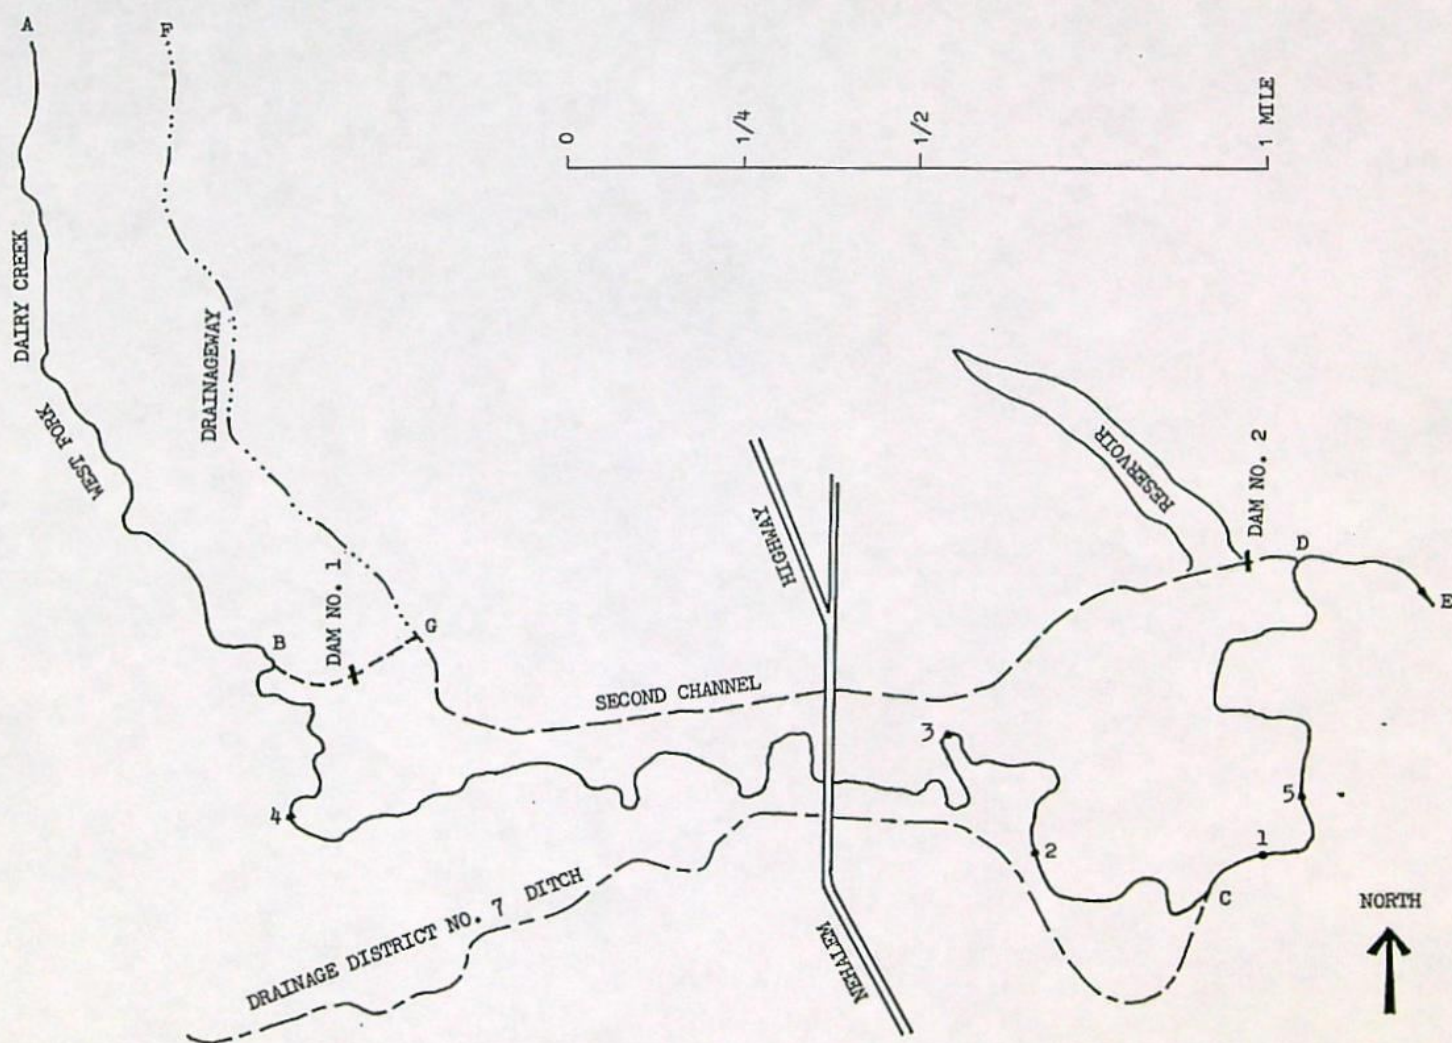 A
F
0
1/4
1/2
1 MILE
DAIRY CREEK
WEST FORK
DRAINAGEWAY
B
DAM NO. 1
G
HIGHWAY
RESERVOIR
DAM NO. 2
D
E
SECOND CHANNEL
3
4
5
2
1
C
DRAINAGE DISTRICT NO. 7 DITCH
NEHALEM
NORTH